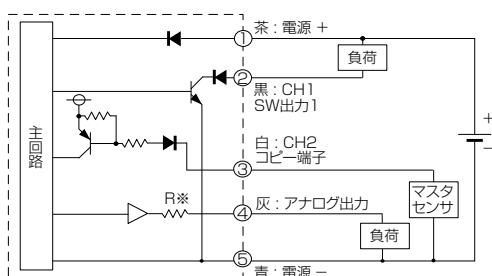 ① 茶 : 電源 +
負荷
②
黒 : CH1
SW出力1
主回路
白 : CH2
コピー端子
③
R※
④ 灰 : アナログ出力
マスタ
センサ
負荷
⑤
青 : 電源 −
+
−